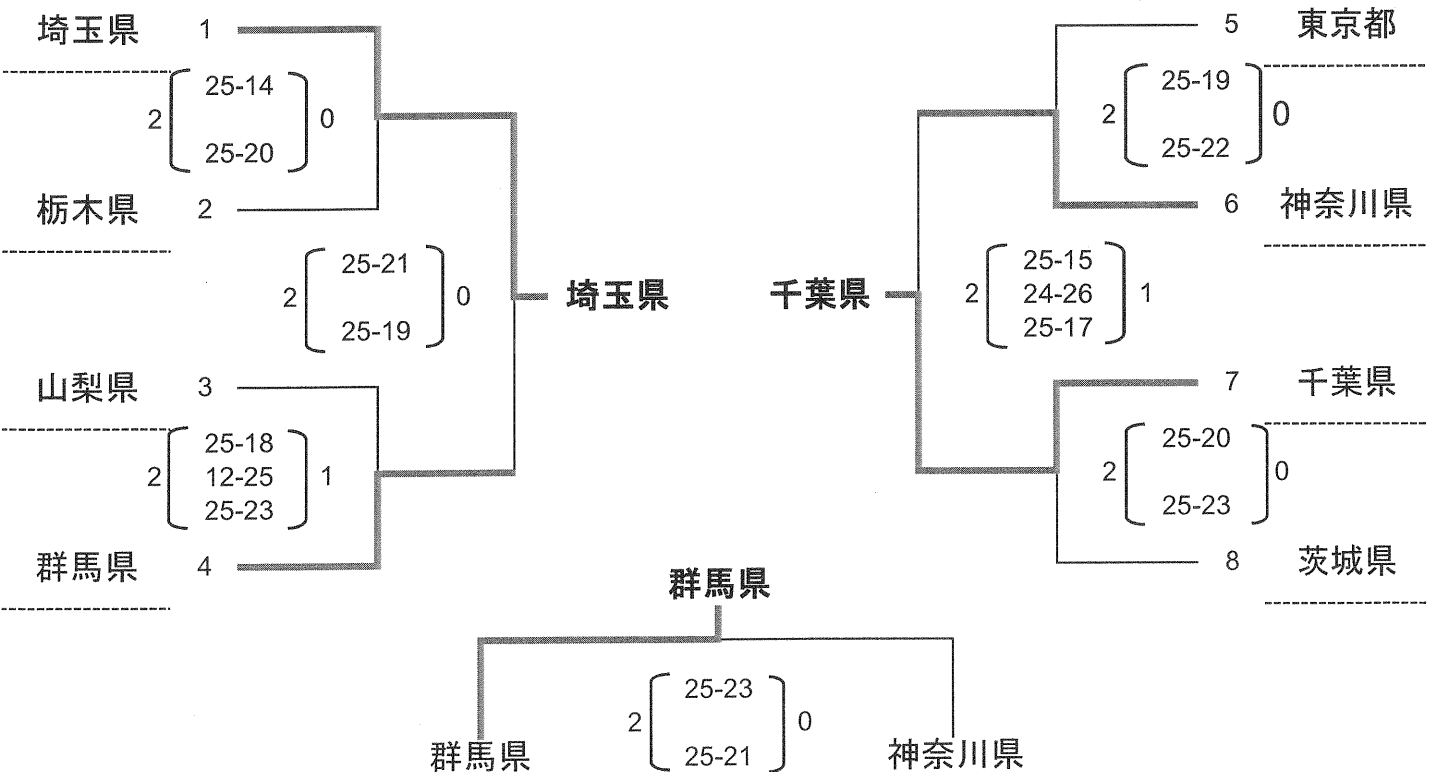 埼玉県 1
2 25-14 0
25-20
栃木県 2
2 25-21 0
25-19
埼玉県
山梨県 3
2 25-18 1
12-25
25-23
群馬県 4
5 東京都
2 25-19 0
25-22
6 神奈川県
千葉県
2 25-15 1
24-26
25-17
7 千葉県
2 25-20 0
25-23
8 茨城県
群馬県
2 25-23 0
25-21
群馬県 神奈川県